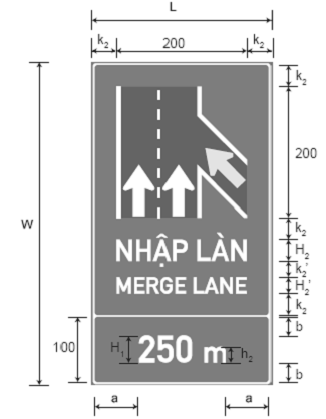 L
k₂ 200 k₂
k₂
200
W
k₂
H₂
k₂'
H₂'
k₂
NHẬP LÀN
MERGE LANE
b
100
H₁
250 m
h₂
b
a a